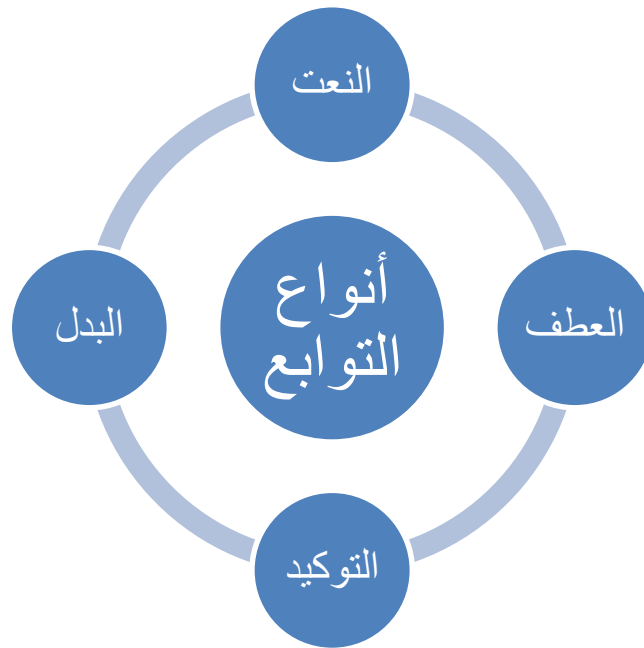 النعت
أنواع
التوابع
العطف
البدل
التوكيد